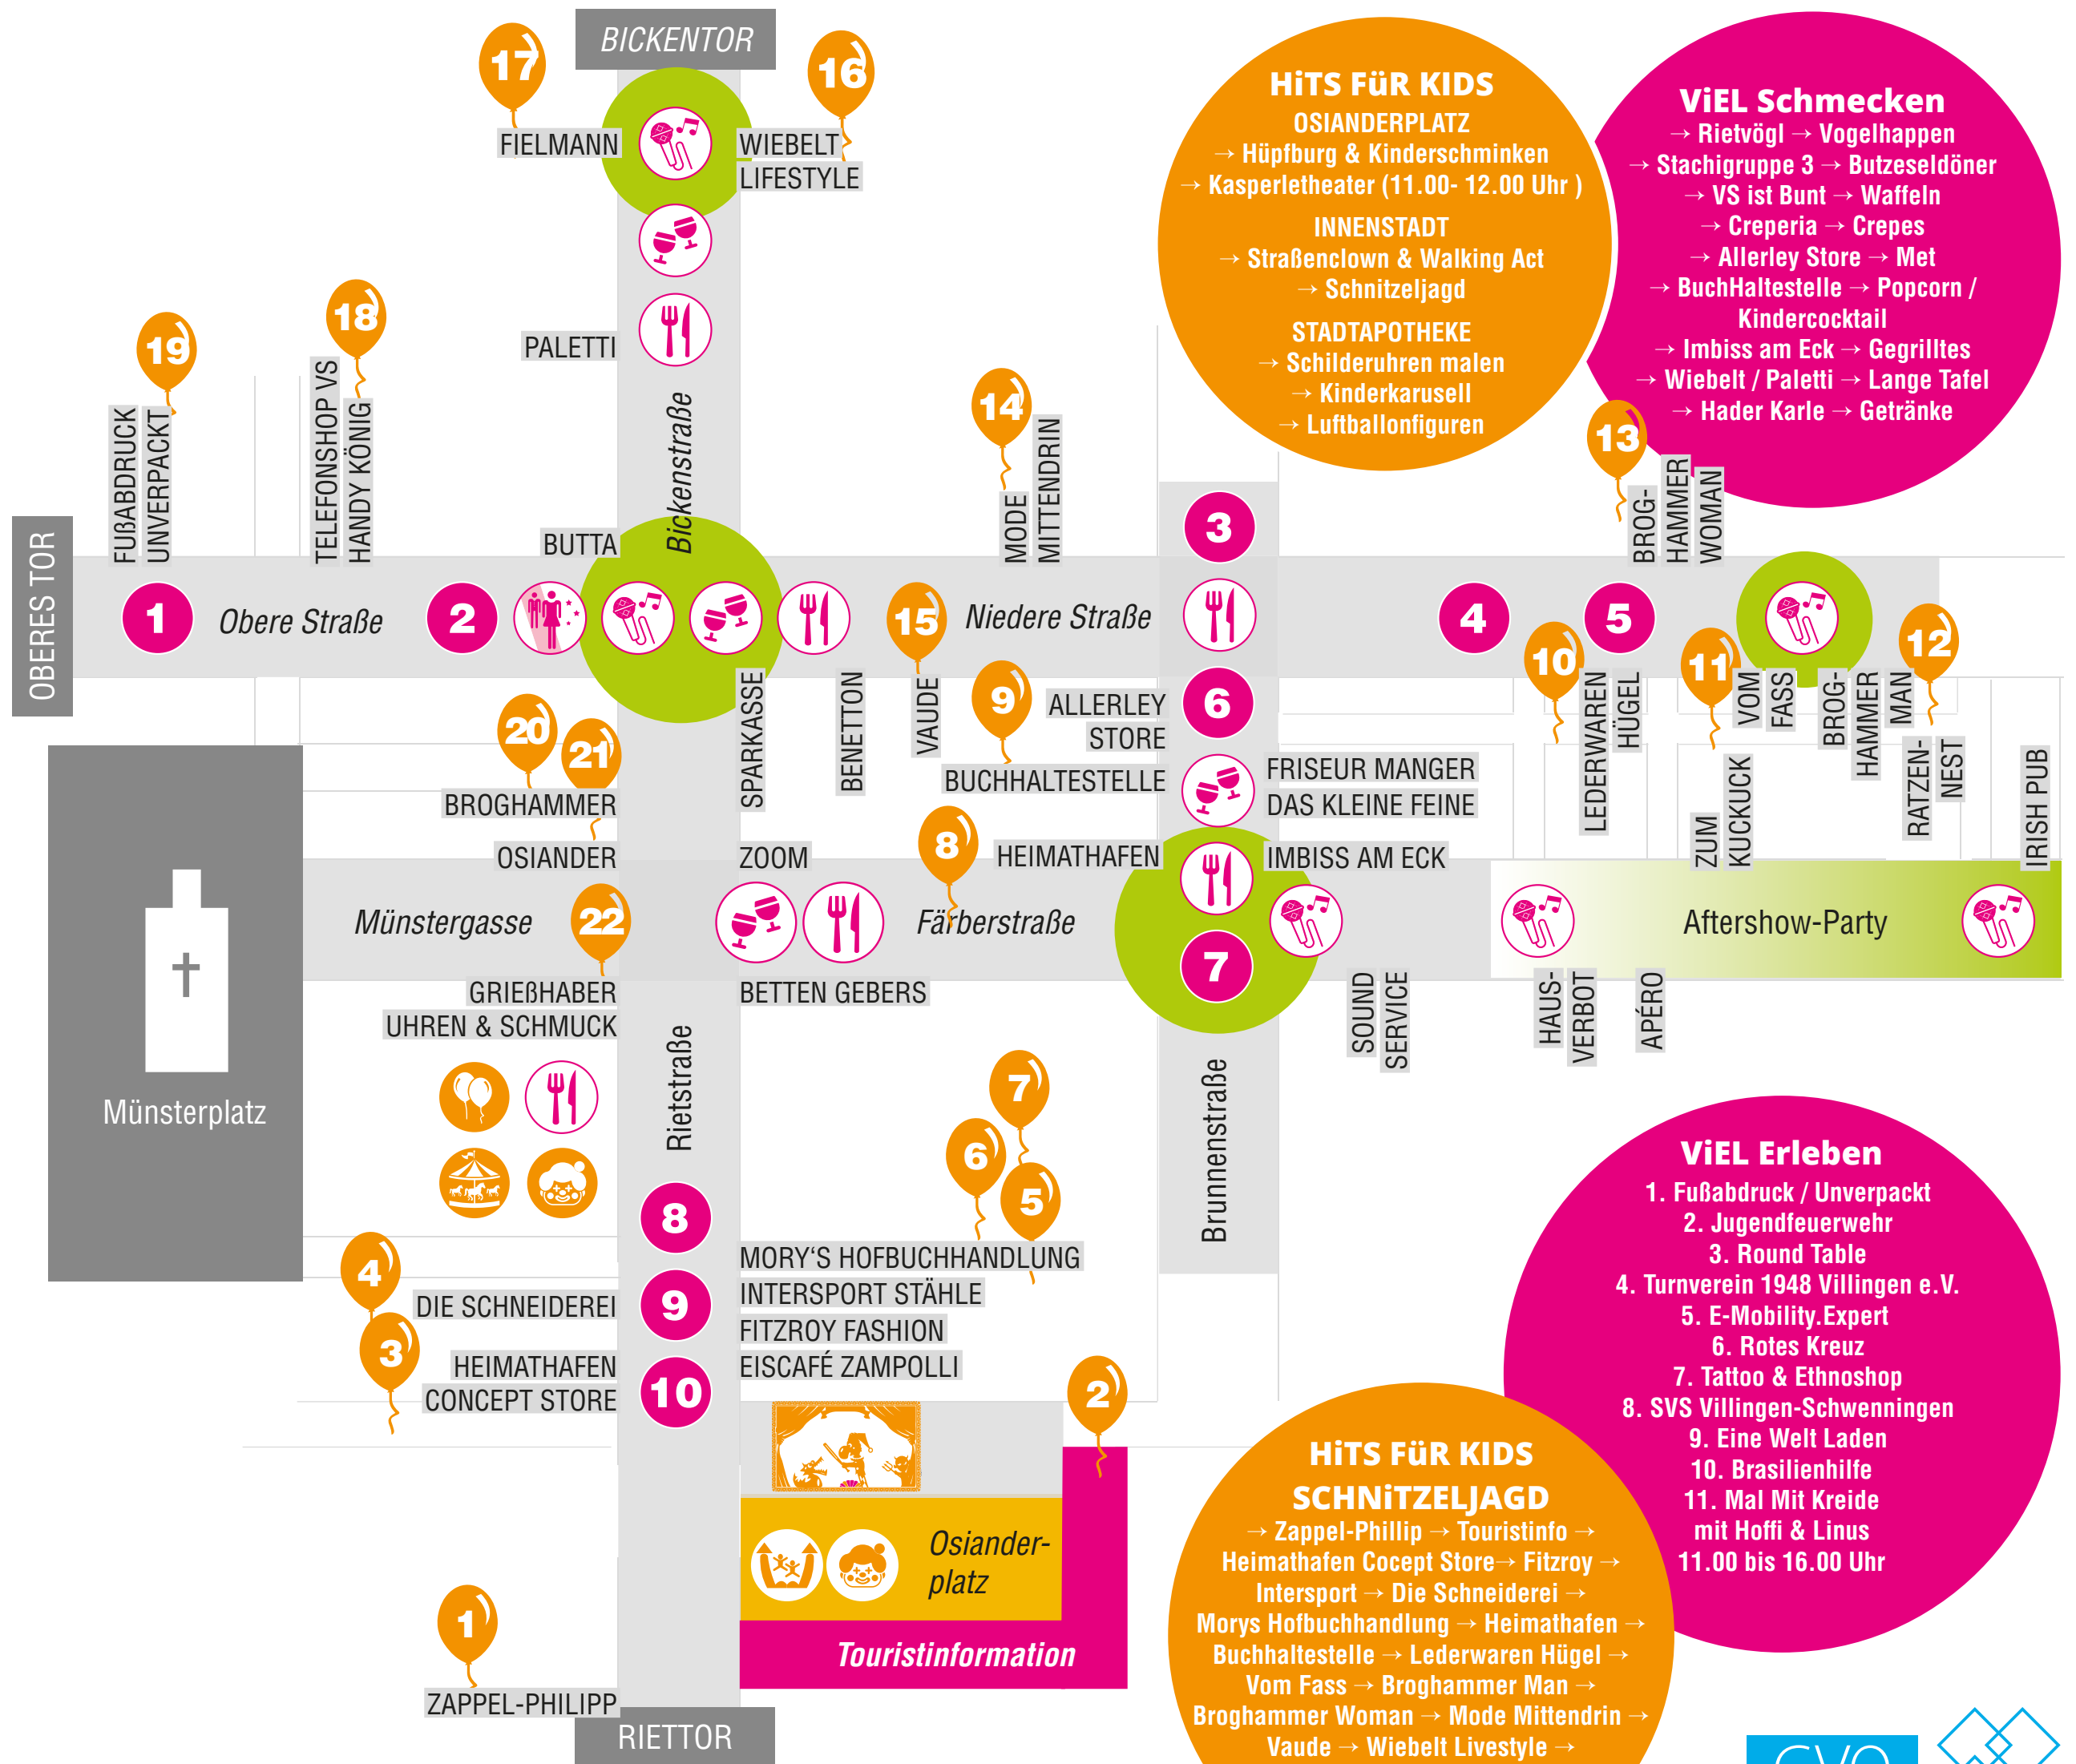 BICKENTOR
17
16
FIELMANN
WIEBELT
LIFESTYLE
PALETTI
Bickenstraße
19
18
FUßABDRUCK
UNVERPACKT
TELEFONSHOP VS
HANDY KÖNIG
BUTTA
14
MODE
MITTENDRIN
HiTS FüR KIDS
OSIANDERPLATZ
→ Hüpfburg & Kinderschminken
→ Kasperletheater (11.00- 12.00 Uhr )
INNENSTADT
→ Straßenclown & Walking Act
→ Schnitzeljagd
STADTAPOTHEKE
→ Schilderuhren malen
→ Kinderkarusell
→ Luftballonfiguren
ViEL Schmecken
→ Rietvögl → Vogelhappen
→ Stachigruppe 3 → Butzeseldöner
→ VS ist Bunt → Waffeln
→ Creperia → Crepes
→ Allerley Store → Met
→ BuchHaltestelle → Popcorn /
Kindercocktail
→ Imbiss am Eck → Gegrilltes
→ Wiebelt / Paletti → Lange Tafel
→ Hader Karle → Getränke
13
BROG-
HAMMER
WOMAN
3
OBERES TOR
1
Obere Straße
2
15
Niedere Straße
4
5
10
11
12
SPARKASSE
BENETTON
VAUDE
9
ALLERLEY
STORE
6
BUCHHALTESTELLE
FRISEUR MANGER
DAS KLEINE FEINE
LEDERWAREN
HÜGEL
ZUM
KUCKUCK
VOM
FASS
BROG-
HAMMER
MAN
RATZEN-
NEST
IRISH PUB
20
21
BROGHAMMER
OSIANDER
ZOOM
8
HEIMATHAFEN
IMBISS AM ECK
Münstergasse
22
Färberstraße
7
Aftershow-Party
GRIEßHABER
UHREN & SCHMUCK
BETTEN GEBERS
SOUND
SERVICE
HAUS-
VERBOT
APÉRO
Münsterplatz
Rietstraße
Brunnenstraße
7
6
5
8
MORY‘S HOFBUCHHANDLUNG
4
DIE SCHNEIDEREI
9
INTERSPORT STÄHLE
FITZROY FASHION
3
HEIMATHAFEN
CONCEPT STORE
10
EISCAFÉ ZAMPOLLI
2
Osiander-
platz
Touristinformation
1
ZAPPEL-PHILIPP
RIETTOR
ViEL Erleben
1. Fußabdruck / Unverpackt
2. Jugendfeuerwehr
3. Round Table
4. Turnverein 1948 Villingen e.V.
5. E-Mobility.Expert
6. Rotes Kreuz
7. Tattoo & Ethnoshop
8. SVS Villingen-Schwenningen
9. Eine Welt Laden
10. Brasilienhilfe
11. Mal Mit Kreide
mit Hoffi & Linus
11.00 bis 16.00 Uhr
HiTS FüR KIDS
SCHNiTZELJAGD
→ Zappel-Phillip → Touristinfo →
Heimathafen Cocept Store→ Fitzroy →
Intersport → Die Schneiderei →
Morys Hofbuchhandlung → Heimathafen →
Buchhaltestelle → Lederwaren Hügel →
Vom Fass → Broghammer Man →
Broghammer Woman → Mode Mittendrin →
Vaude → Wiebelt Livestyle →